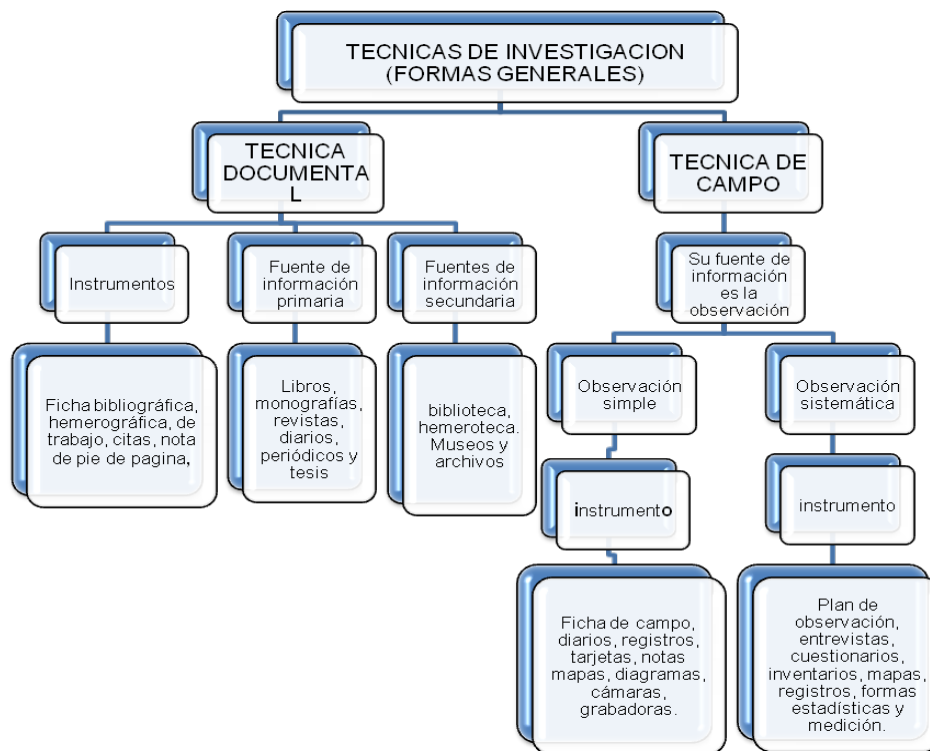 TECNICAS DE INVESTIGACION
(FORMAS GENERALES)
TECNICA
DOCUMENTA
L
TECNICA DE
CAMPO
Instrumentos
Fuente de
información
primaria
Fuentes de
información
secundaria
Su fuente de
información
es la
observación
Ficha bibliográfica,
hemerográfica, de
trabajo, citas, nota
de pie de pagina,
Libros,
monografías,
revistas,
diarios,
periódicos y
tesis
biblioteca,
hemeroteca.
Museos y
archivos
Observación
simple
Observación
sistemática
instrumento
instrumento
Ficha de campo,
diarios, registros,
tarjetas, notas
mapas, diagramas,
cámaras,
grabadoras.
Plan de
observación,
entrevistas,
cuestionarios,
inventarios, mapas,
registros, formas
estadísticas y
medición.